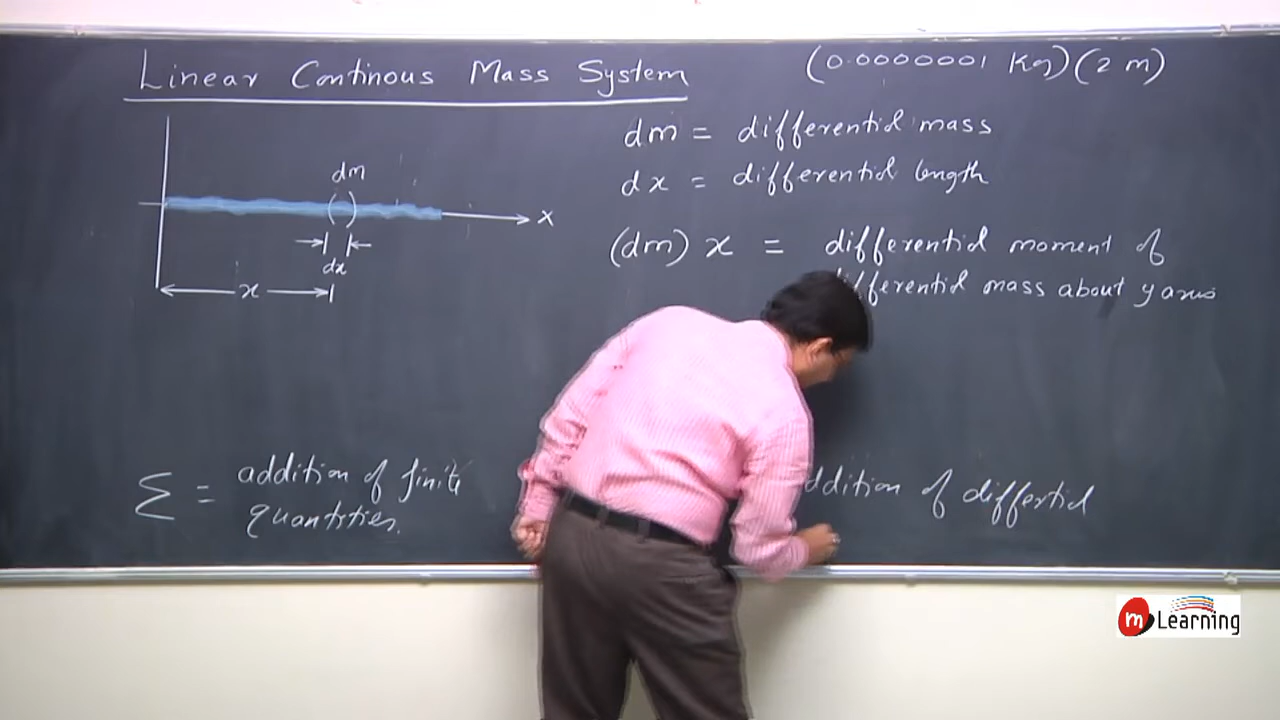 Linear Continous Mass System
(0.0000001 Kg)(2 m)
dm = differential mass
dx = differential length
(dm) x = differential moment of
differential mass about y axis
dm
dx
x
X
Σ = addition of finite
quantities.
addition of differtial
m Learning